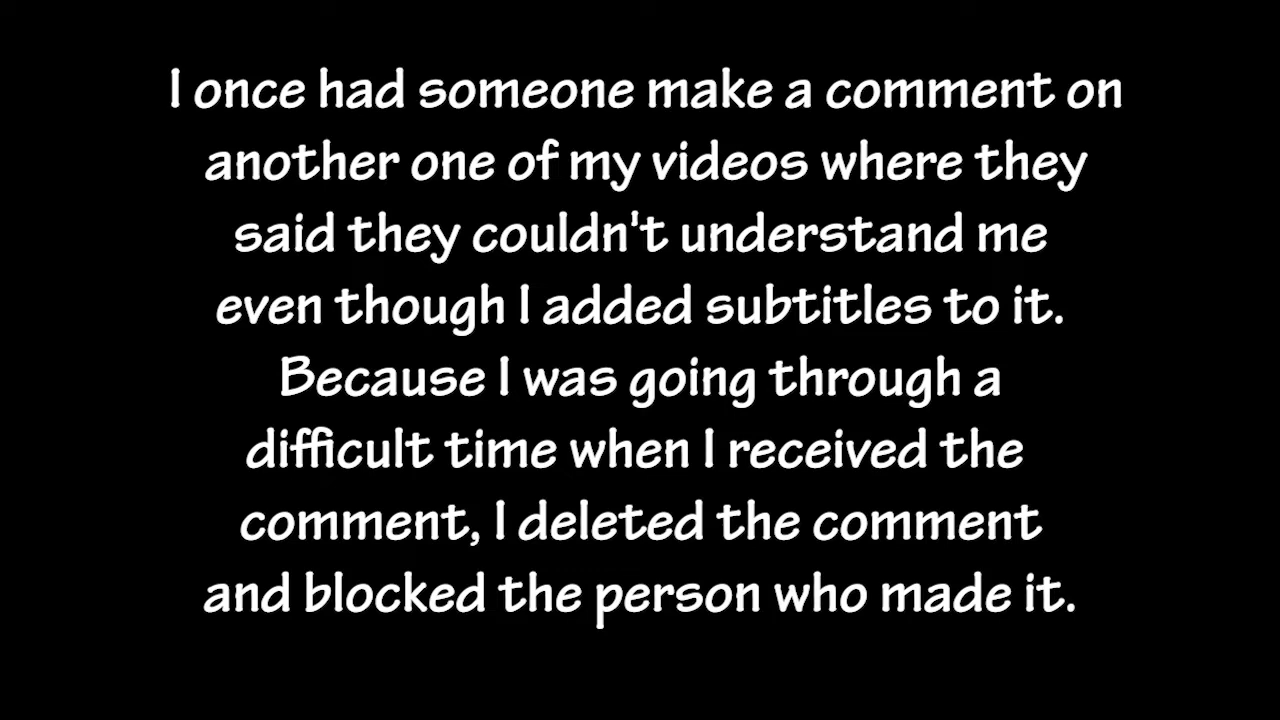 I once had someone make a comment on
another one of my videos where they
said they couldn't understand me
even though I added subtitles to it.
Because I was going through a
difficult time when I received the
comment, I deleted the comment
and blocked the person who made it.